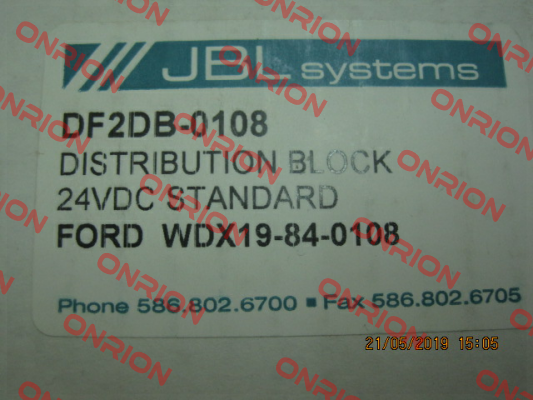 JBL systems
DF2DB-0108
DISTRIBUTION BLOCK
24VDC STANDARD
FORD WDX19-84-0108
Phone 586.802.6700 ■ Fax 586.802.6705
21/05/2019 15:05
ONRION